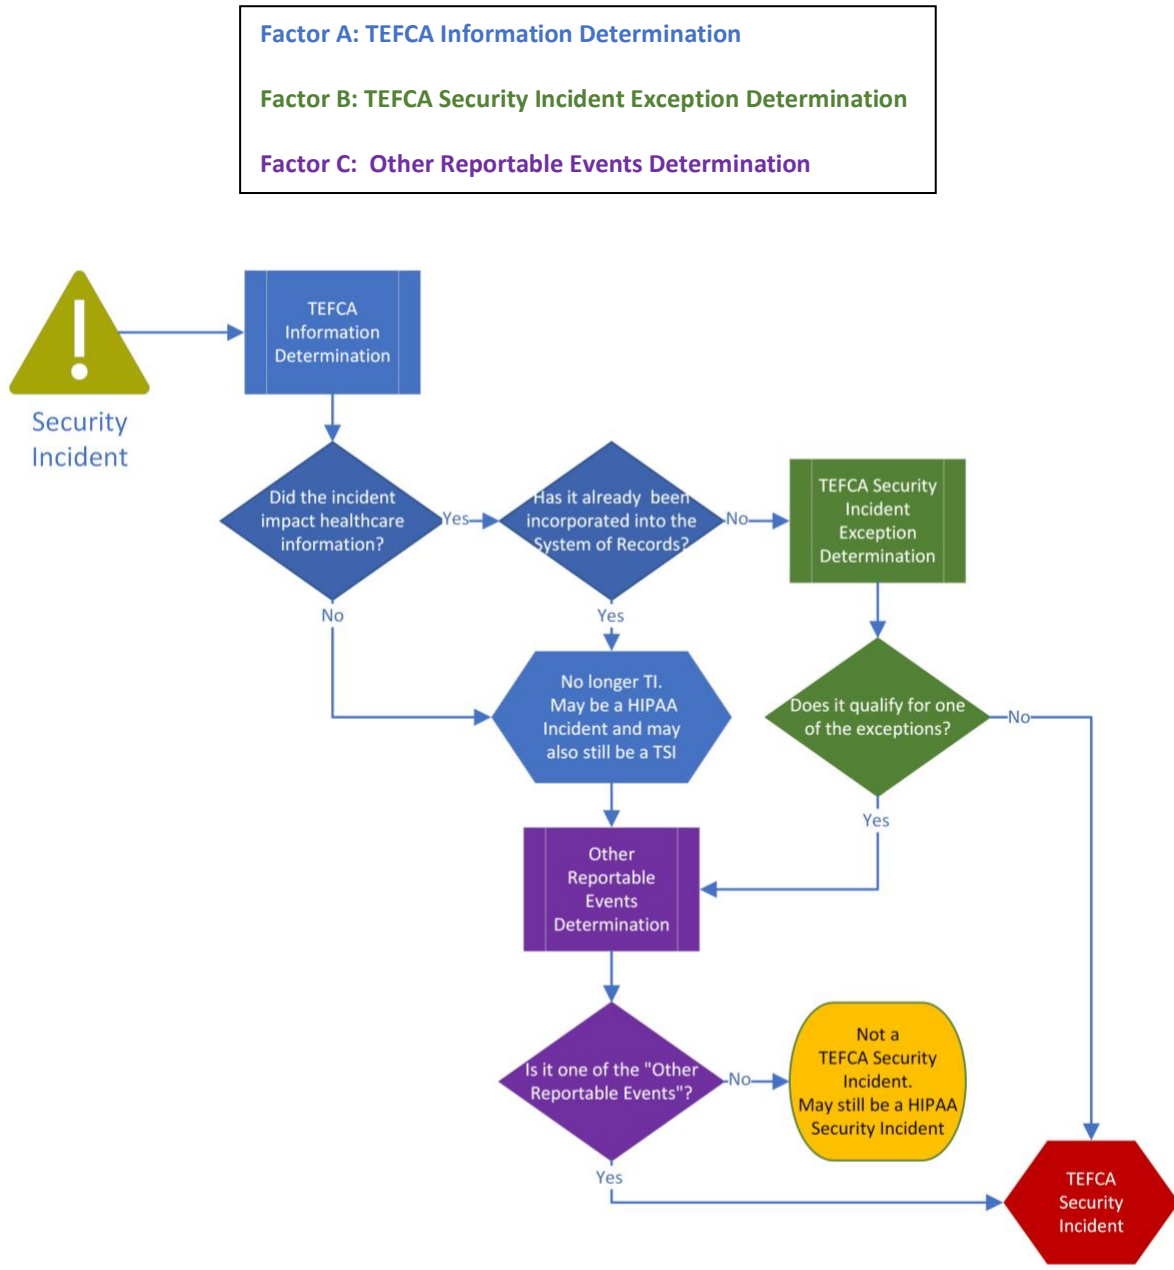 Factor A: TEFCA Information Determination
Factor B: TEFCA Security Incident Exception Determination
Factor C:  Other Reportable Events Determination
Security
Incident
TEFCA
Information
Determination
Did the incident
impact healthcare
information?
Yes
No
Has it already  been
incorporated into the
System of Records?
No
Yes
TEFCA Security
Incident
Exception
Determination
No longer TI.
May be a HIPAA
Incident and may
also still be a TSI
Does it qualify for one
of the exceptions?
No
Yes
Other
Reportable
Events
Determination
Is it one of the "Other
Reportable Events"?
No
Yes
Not a
TEFCA Security
Incident.
May still be a HIPAA
Security Incident
TEFCA
Security
Incident